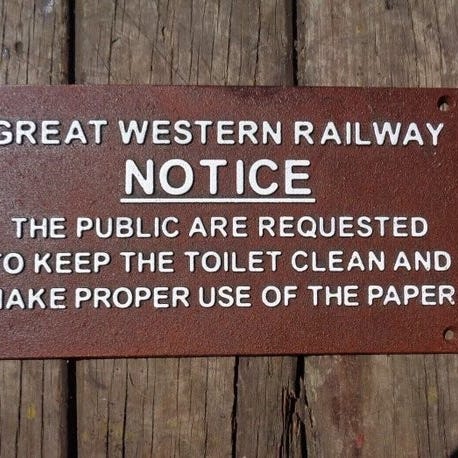 GREAT WESTERN RAILWAY
NOTICE
THE PUBLIC ARE REQUESTED
TO KEEP THE TOILET CLEAN AND
MAKE PROPER USE OF THE PAPER